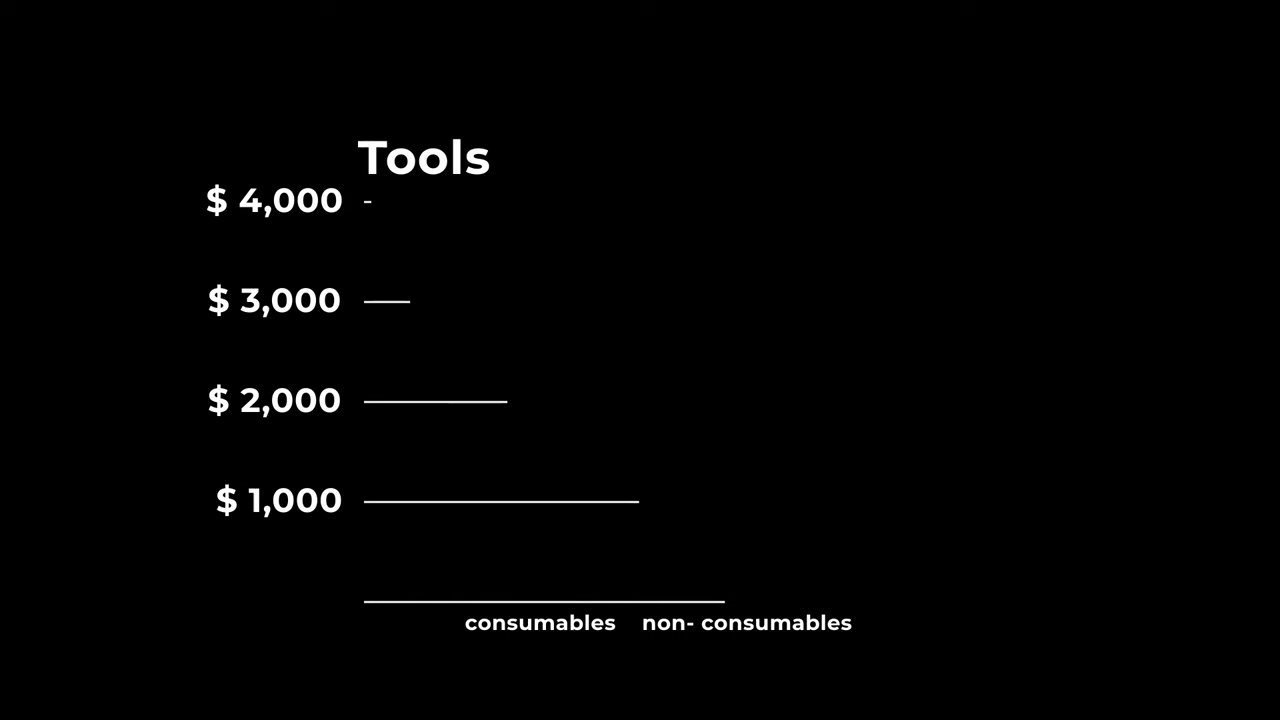 Tools
$ 4,000
$ 3,000
$ 2,000
$ 1,000
consumables non- consumables